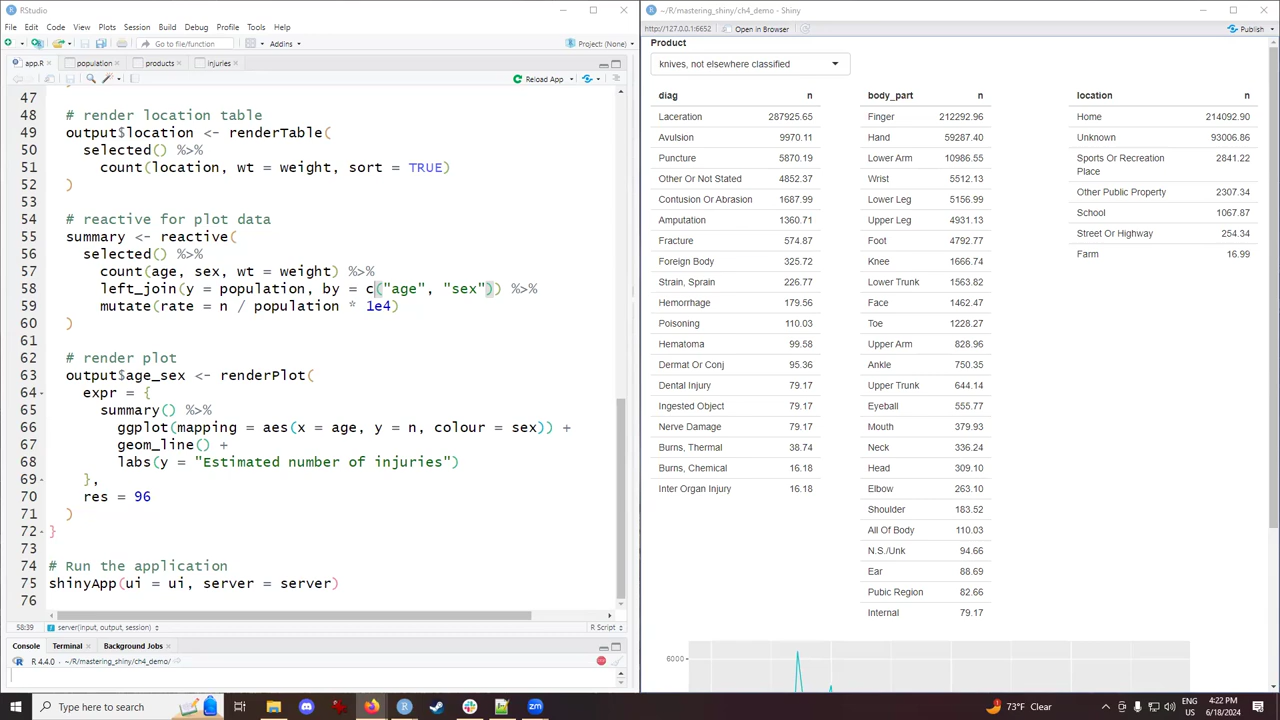 RStudio
File Edit Code View Plots Session Build Debug Profile Tools Help
Go to file/function
Addins
Project: (None)
app.R
population
products
injuries
Reload App
47
48 # render location table
49 output$location <- renderTable(
50 selected() %>%
51 count(location, wt = weight, sort = TRUE)
52 )
53
54 # reactive for plot data
55 summary <- reactive(
56 selected() %>%
57 count(age, sex, wt = weight) %>%
58 left_join(y = population, by = c("age", "sex")) %>%
59 mutate(rate = n / population * 1e4)
60 )
61
62 # render plot
63 output$age_sex <- renderPlot(
64 expr = {
65 summary() %>%
66 ggplot(mapping = aes(x = age, y = n, colour = sex)) +
67 geom_line() +
68 labs(y = "Estimated number of injuries")
69 },
70 res = 96
71 )
72 }
73
74 # Run the application
75 shinyApp(ui = ui, server = server)
76
58:39 server(input, output, session) R Script
Console Terminal Background Jobs
R 4.4.0 · ~/R/mastering_shiny/ch4_demo/
~/R/mastering_shiny/ch4_demo - Shiny
http://127.0.0.1:6652 Open in Browser Publish
Product
knives, not elsewhere classified
diag n
Laceration 287925.65
Avulsion 9970.11
Puncture 5870.19
Other Or Not Stated 4852.37
Contusion Or Abrasion 1687.99
Amputation 1360.71
Fracture 574.87
Foreign Body 325.72
Strain, Sprain 226.77
Hemorrhage 179.56
Poisoning 110.03
Hematoma 99.58
Dermat Or Conj 95.36
Dental Injury 79.17
Ingested Object 79.17
Nerve Damage 79.17
Burns, Thermal 38.74
Burns, Chemical 16.18
Inter Organ Injury 16.18
body_part n
Finger 212292.96
Hand 59287.40
Lower Arm 10986.55
Wrist 5512.13
Lower Leg 5156.99
Upper Leg 4931.13
Foot 4792.77
Knee 1666.74
Lower Trunk 1563.82
Face 1462.47
Toe 1228.27
Upper Arm 828.96
Ankle 750.35
Upper Trunk 644.14
Eyeball 555.77
Mouth 379.93
Neck 336.24
Head 309.10
Elbow 263.10
Shoulder 183.52
All Of Body 110.03
N.S./Unk 94.66
Ear 88.69
Pubic Region 82.66
Internal 79.17
location n
Home 214092.90
Unknown 93006.86
Sports Or Recreation
Place 2841.22
Other Public Property 2307.34
School 1067.87
Street Or Highway 254.34
Farm 16.99
6000
Type here to search
73°F Clear
ENG
US
4:22 PM
6/18/2024